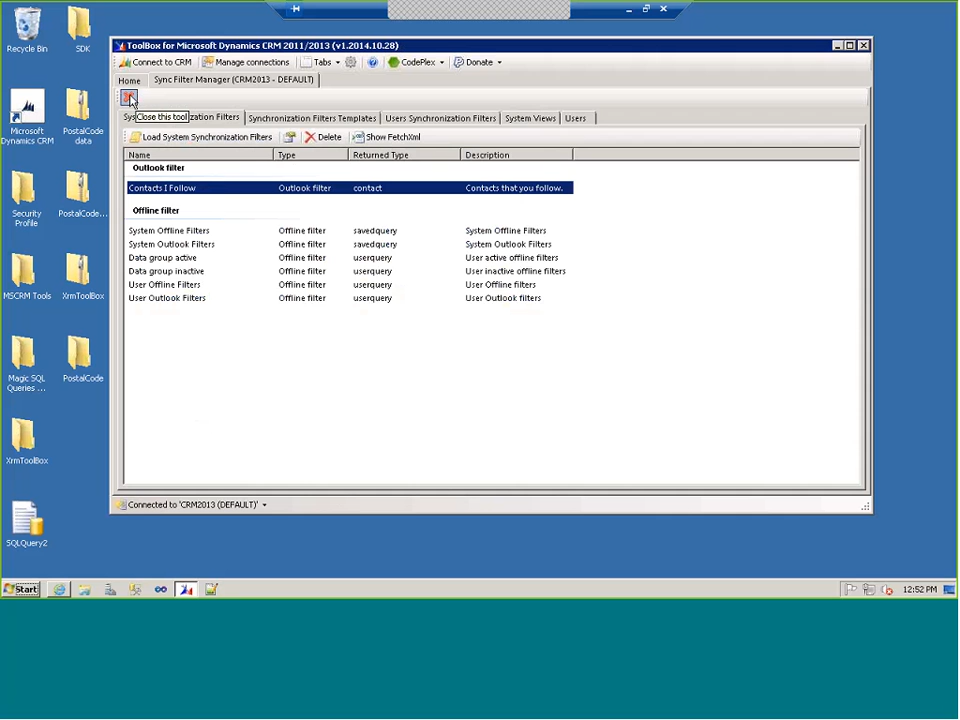 Recycle Bin
SDK
Microsoft
Dynamics CRM
PostalCode
data
Security
Profile
PostalCode...
MSCRM Tools
XrmToolBox
Magic SQL
Queries ...
PostalCode
XrmToolBox
SQLQuery2
ToolBox for Microsoft Dynamics CRM 2011/2013 (v1.2014.10.28)
Connect to CRM Manage connections Tabs CodePlex Donate
Home Sync Filter Manager (CRM2013 - DEFAULT)
Close this tool
Sys zation Filters Synchronization Filters Templates Users Synchronization Filters System Views Users
Load System Synchronization Filters Delete Show FetchXml
Name Type Returned Type Description
Outlook filter
Contacts I Follow Outlook filter contact Contacts that you follow.
Offline filter
System Offline Filters Offline filter savedquery System Offline Filters
System Outlook Filters Offline filter savedquery System Outlook Filters
Data group active Offline filter userquery User active offline filters
Data group inactive Offline filter userquery User inactive offline filters
User Offline Filters Offline filter userquery User Offline filters
User Outlook Filters Offline filter userquery User Outlook filters
Connected to 'CRM2013 (DEFAULT)'
Start 12:52 PM